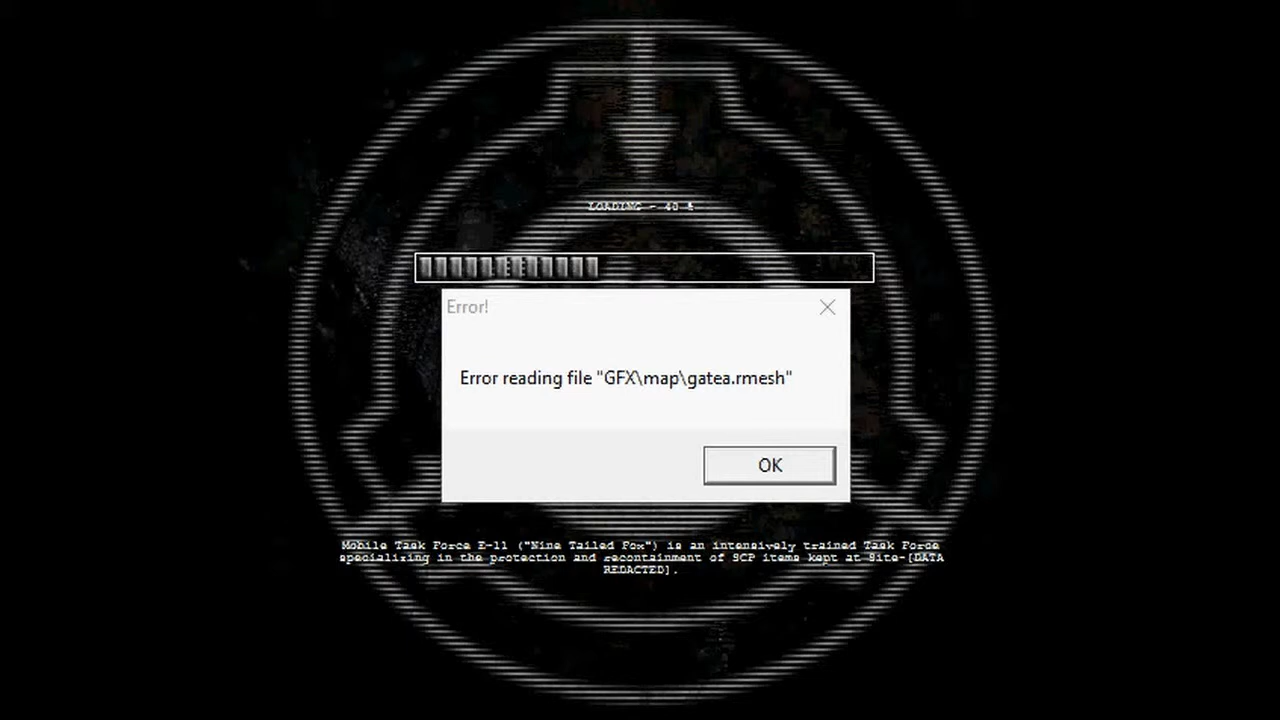 LOADING - 40 %
Error!
Error reading file "GFX\map\gatea.rmesh"
OK
Mobile Task Force E-11 ("Nine Tailed Fox") is an intensively trained Task Force
specializing in the protection and recontainment of SCP items kept at Site-[DATA
REDACTED].